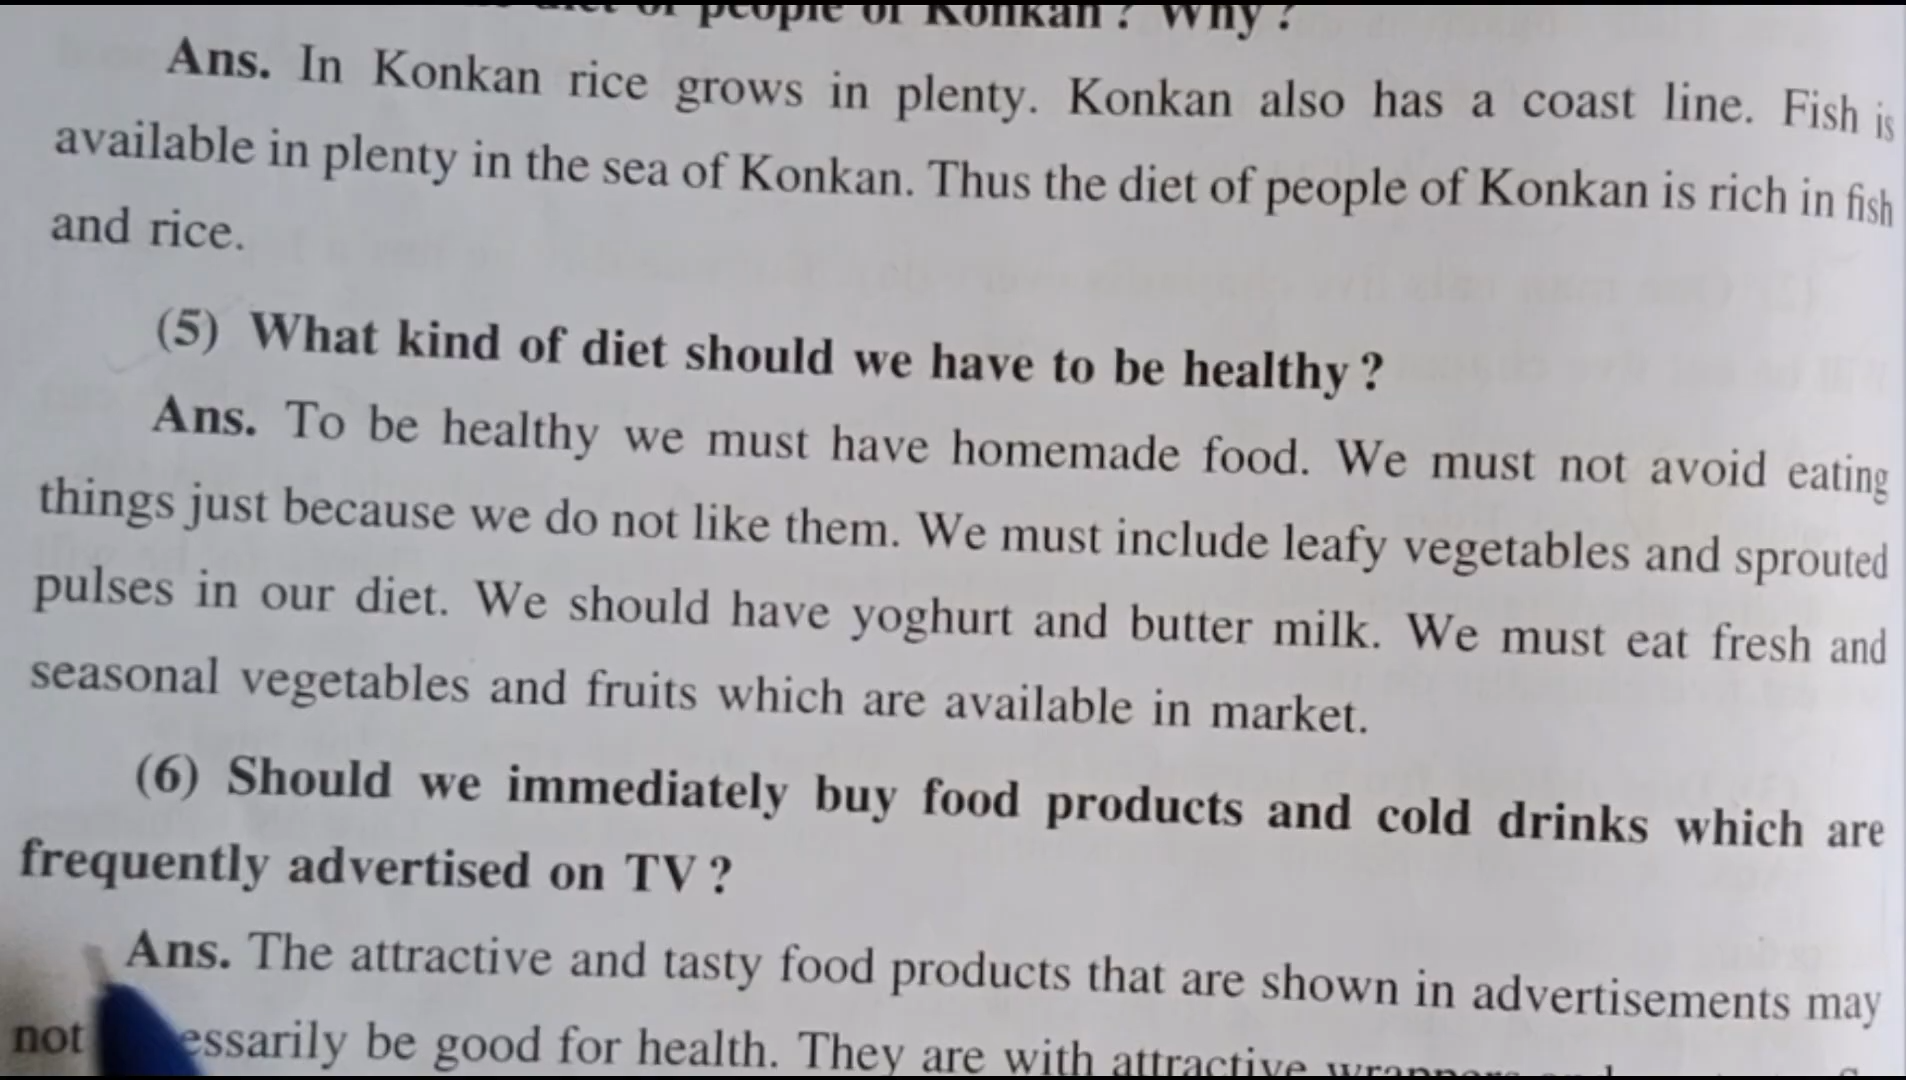 diet of people of Konkan ? Why ?
Ans. In Konkan rice grows in plenty. Konkan also has a coast line. Fish is
available in plenty in the sea of Konkan. Thus the diet of people of Konkan is rich in fish
and rice.
(5) What kind of diet should we have to be healthy ?
Ans. To be healthy we must have homemade food. We must not avoid eating
things just because we do not like them. We must include leafy vegetables and sprouted
pulses in our diet. We should have yoghurt and butter milk. We must eat fresh and
seasonal vegetables and fruits which are available in market.
(6) Should we immediately buy food products and cold drinks which are
frequently advertised on TV ?
Ans. The attractive and tasty food products that are shown in advertisements may
not essarily be good for health. They are with attractive